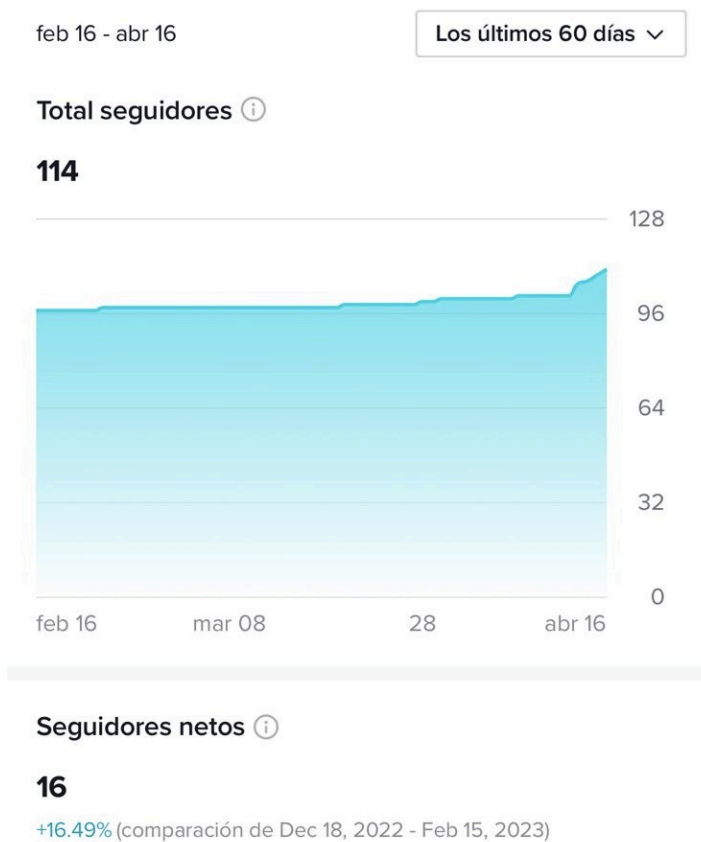 feb 16 - abr 16 Los últimos 60 días
Total seguidores
114
128
96
64
32
0
feb 16 mar 08 28 abr 16
Seguidores netos
16
+16.49% (comparación de Dec 18, 2022 - Feb 15, 2023)